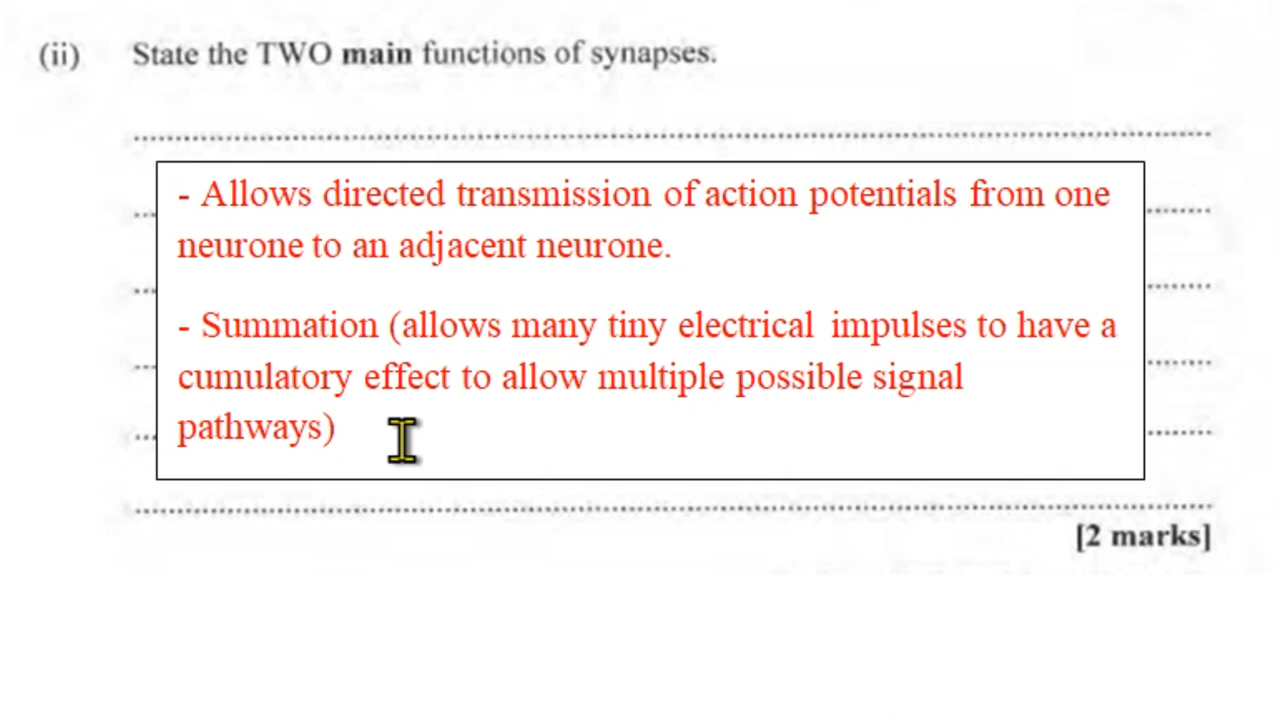 (ii) State the TWO main functions of synapses.
- Allows directed transmission of action potentials from one
neurone to an adjacent neurone.
- Summation (allows many tiny electrical impulses to have a
cumulatory effect to allow multiple possible signal
pathways)
[2 marks]